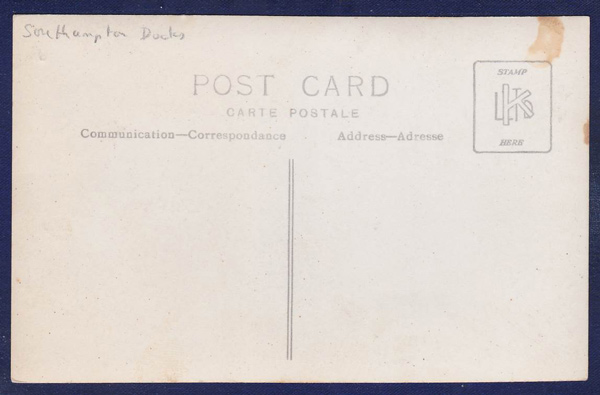 Southampton Docks
POST CARD
CARTE POSTALE
Communication—Correspondance Address—Adresse
STAMP
HERE